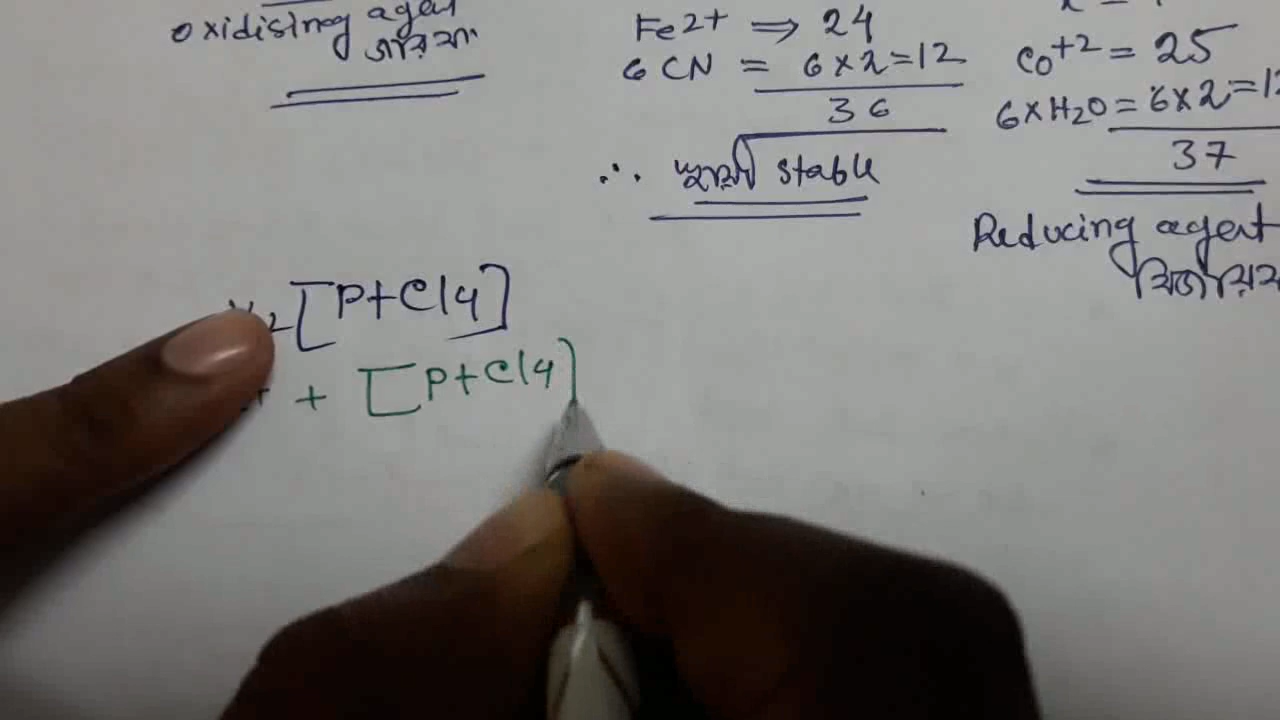 oxidising agent
Fe2+ ⇒ 24
6 CN = 6×2=12
36
∴ stable
Co+2 = 25
6×H2O = 6×2=12
37
Reducing agent
2[PtCl4]
+ [PtCl4]